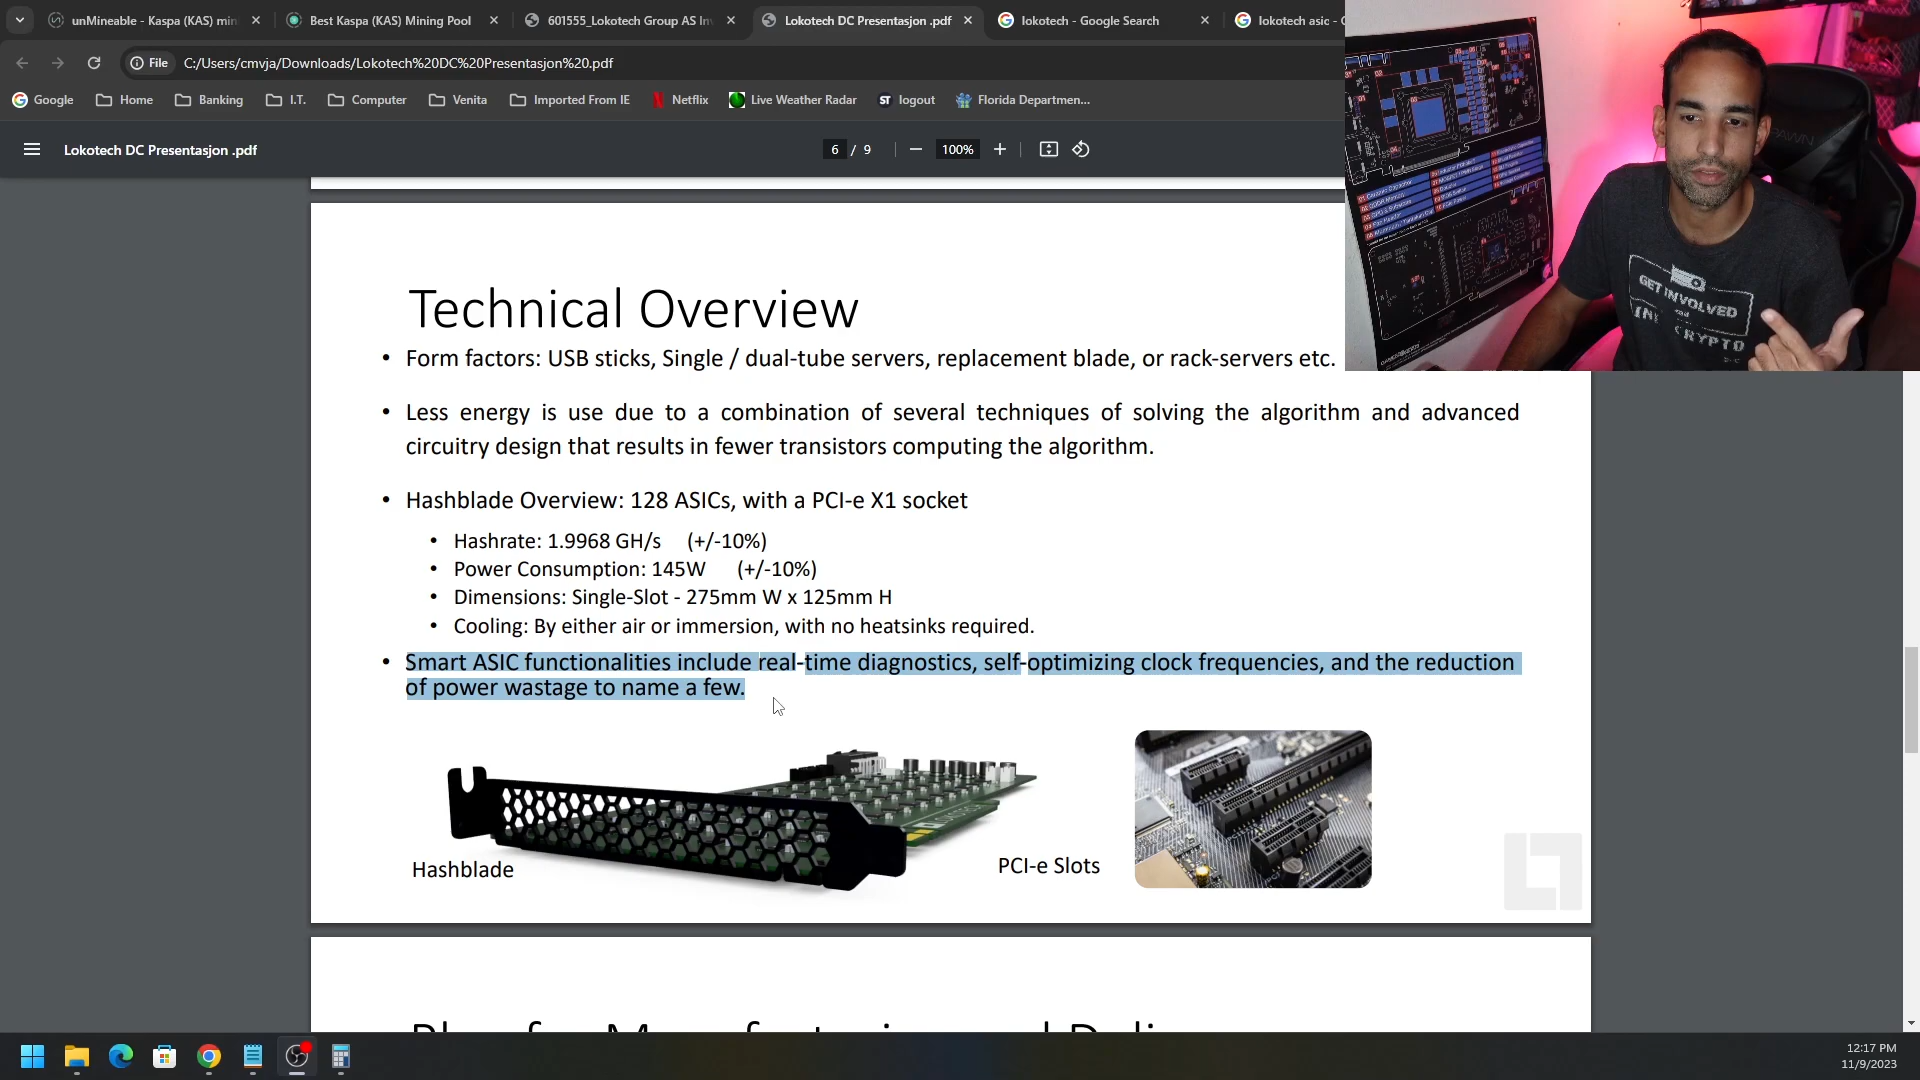 unMineable - Kaspa (KAS) min
Best Kaspa (KAS) Mining Pool
601555_Lokotech Group AS In
Lokotech DC Presentasjon .pdf
lokotech - Google Search
lokotech asic - G
File
C:/Users/cmvja/Downloads/Lokotech%20DC%20Presentasjon%20.pdf
Google
Home
Banking
I.T.
Computer
Venita
Imported From IE
Netflix
Live Weather Radar
ST logout
Florida Departmen...
Lokotech DC Presentasjon .pdf
6 / 9
100%
GET INVOLVED
CRYPTO
Technical Overview
• Form factors: USB sticks, Single / dual-tube servers, replacement blade, or rack-servers etc.
• Less energy is use due to a combination of several techniques of solving the algorithm and advanced
circuitry design that results in fewer transistors computing the algorithm.
• Hashblade Overview: 128 ASICs, with a PCI-e X1 socket
• Hashrate: 1.9968 GH/s (+/-10%)
• Power Consumption: 145W (+/-10%)
• Dimensions: Single-Slot - 275mm W x 125mm H
• Cooling: By either air or immersion, with no heatsinks required.
• Smart ASIC functionalities include real-time diagnostics, self-optimizing clock frequencies, and the reduction
of power wastage to name a few.
Hashblade
PCI-e Slots
12:17 PM
11/9/2023